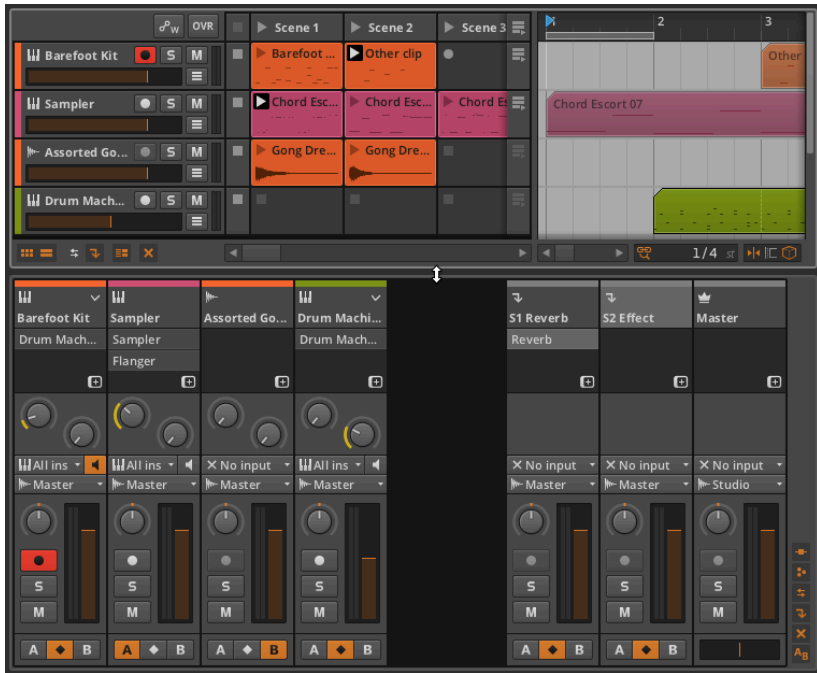 W OVR Scene 1 Scene 2 Scene 3 2 3
Barefoot Kit S M Barefoot ... Other clip Other
Sampler S M Chord Esc... Chord Esc... Chord Es Chord Escort 07
Assorted Go... S M Gong Dre... Gong Dre...
Drum Mach... S M
1/4 st
Barefoot Kit Sampler Assorted Go... Drum Machi... S1 Reverb S2 Effect Master
Drum Mach... Sampler Drum Mach... Reverb
Flanger
All ins All ins No input All ins No input No input No input
Master Master Master Master Master Master Studio
S S S S S S S
M M M M M M M
A B A B A B A B A B A B
AB